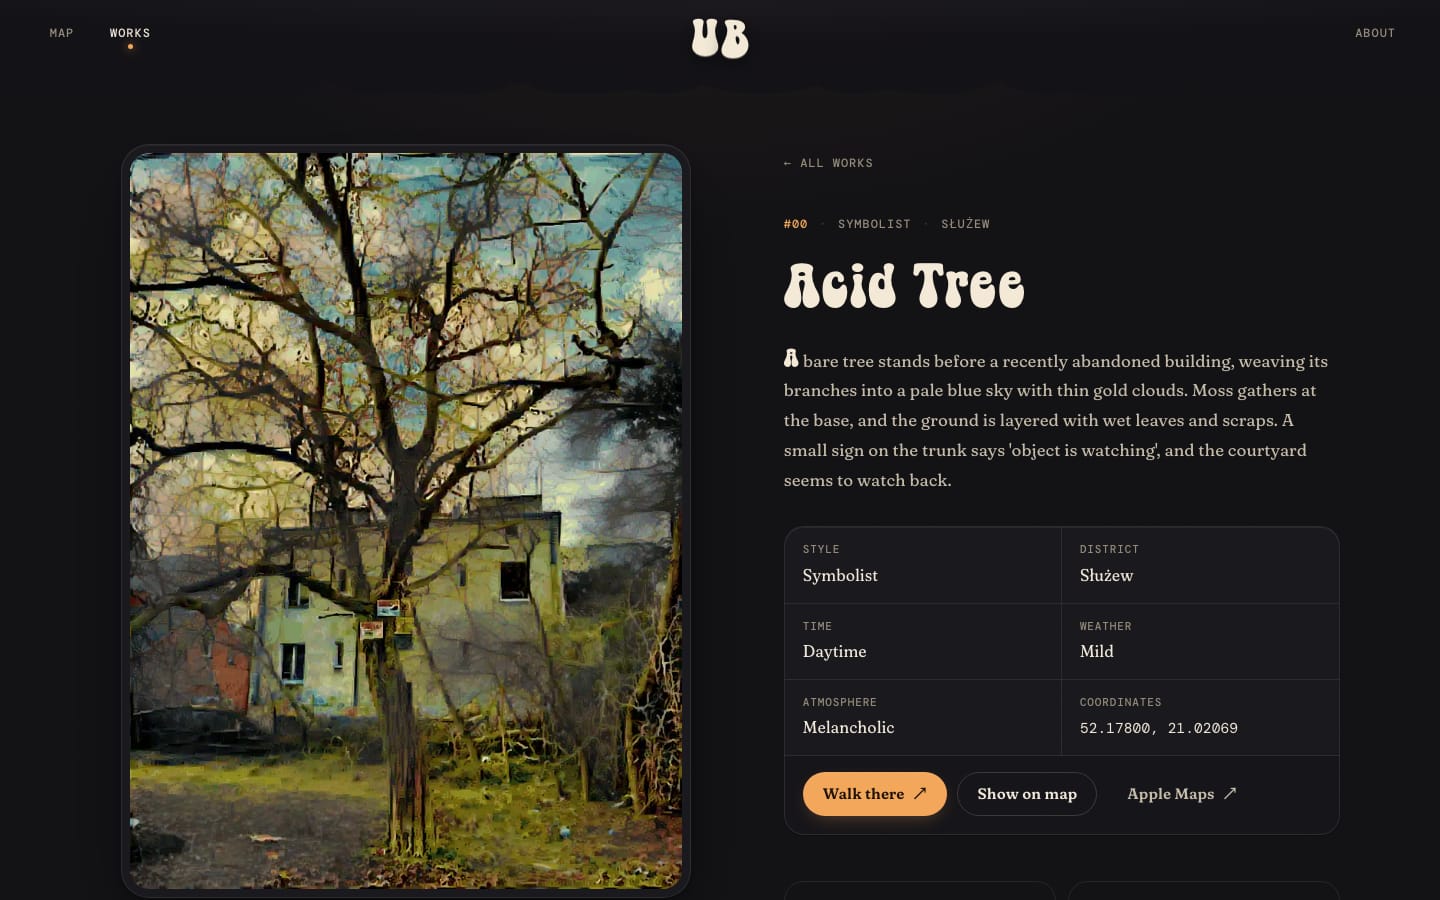 MAP
WORKS
UB
ABOUT
← ALL WORKS
#00 · SYMBOLIST · SŁUŻEW
Acid Tree
A bare tree stands before a recently abandoned building, weaving its
branches into a pale blue sky with thin gold clouds. Moss gathers at
the base, and the ground is layered with wet leaves and scraps. A
small sign on the trunk says 'object is watching', and the courtyard
seems to watch back.
STYLE
Symbolist
DISTRICT
Służew
TIME
Daytime
WEATHER
Mild
ATMOSPHERE
Melancholic
COORDINATES
52.17800, 21.02069
Walk there ↗
Show on map
Apple Maps ↗